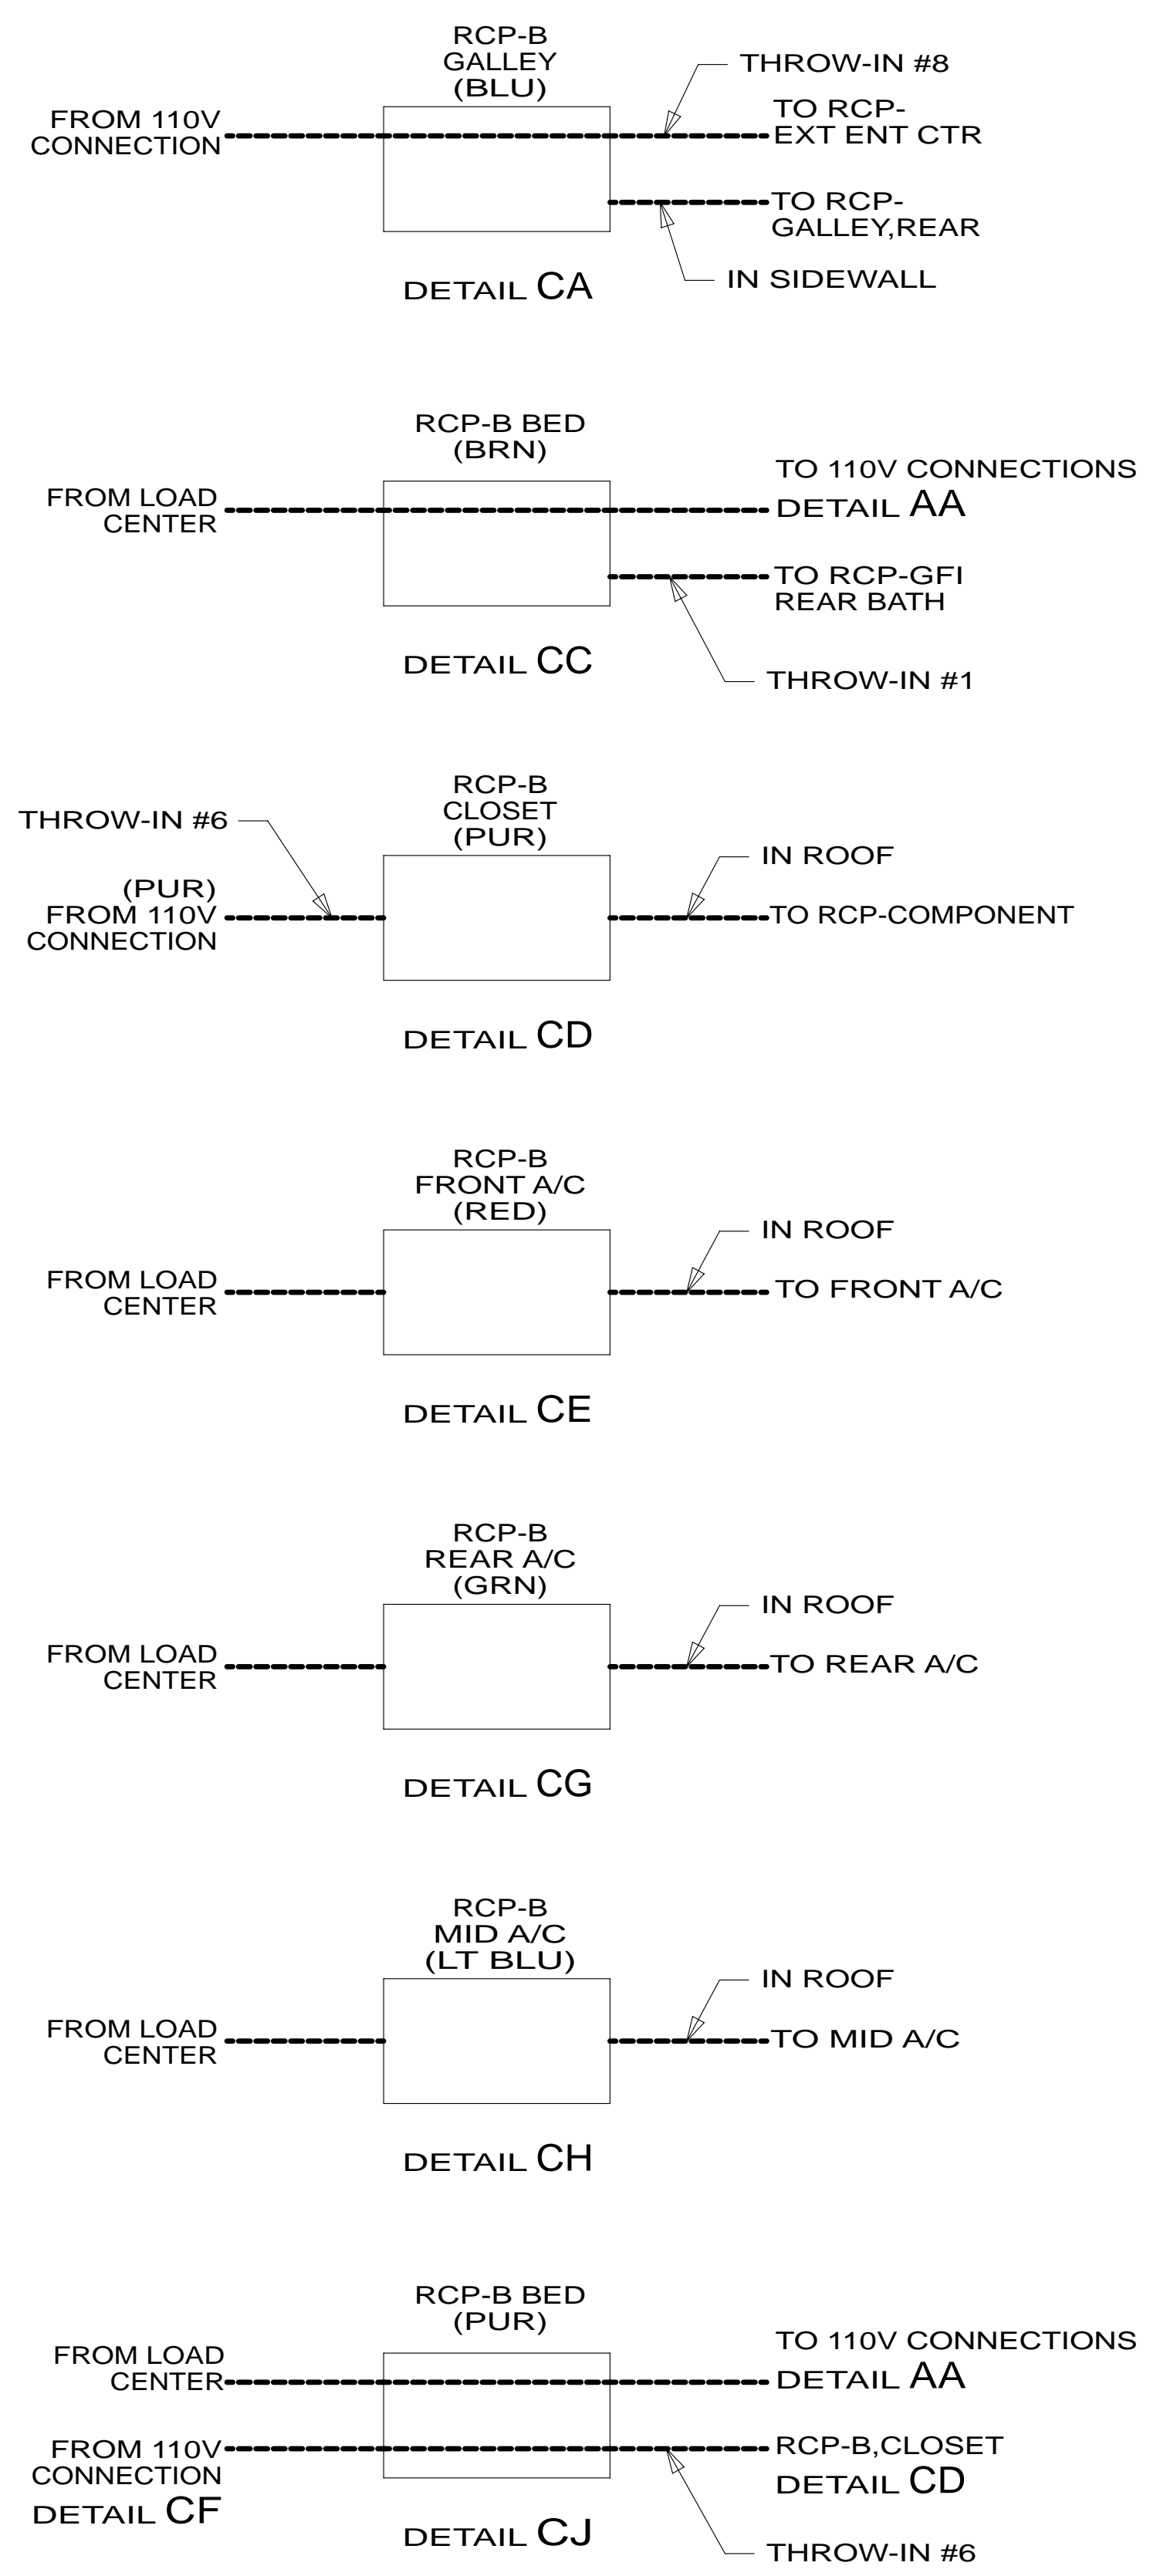 RCP-B
GALLEY
(BLU)
THROW-IN #8
FROM 110V
CONNECTION
TO RCP-
EXT ENT CTR
TO RCP-
GALLEY,REAR
IN SIDEWALL
DETAIL CA
RCP-B BED
(BRN)
FROM LOAD
CENTER
TO 110V CONNECTIONS
DETAIL AA
TO RCP-GFI
REAR BATH
DETAIL CC
THROW-IN #1
RCP-B
CLOSET
(PUR)
THROW-IN #6
IN ROOF
(PUR)
FROM 110V
CONNECTION
TO RCP-COMPONENT
DETAIL CD
RCP-B
FRONT A/C
(RED)
IN ROOF
FROM LOAD
CENTER
TO FRONT A/C
DETAIL CE
RCP-B
REAR A/C
(GRN)
IN ROOF
FROM LOAD
CENTER
TO REAR A/C
DETAIL CG
RCP-B
MID A/C
(LT BLU)
IN ROOF
FROM LOAD
CENTER
TO MID A/C
DETAIL CH
RCP-B BED
(PUR)
FROM LOAD
CENTER
TO 110V CONNECTIONS
DETAIL AA
FROM 110V
CONNECTION
DETAIL CF
RCP-B,CLOSET
DETAIL CD
DETAIL CJ
THROW-IN #6